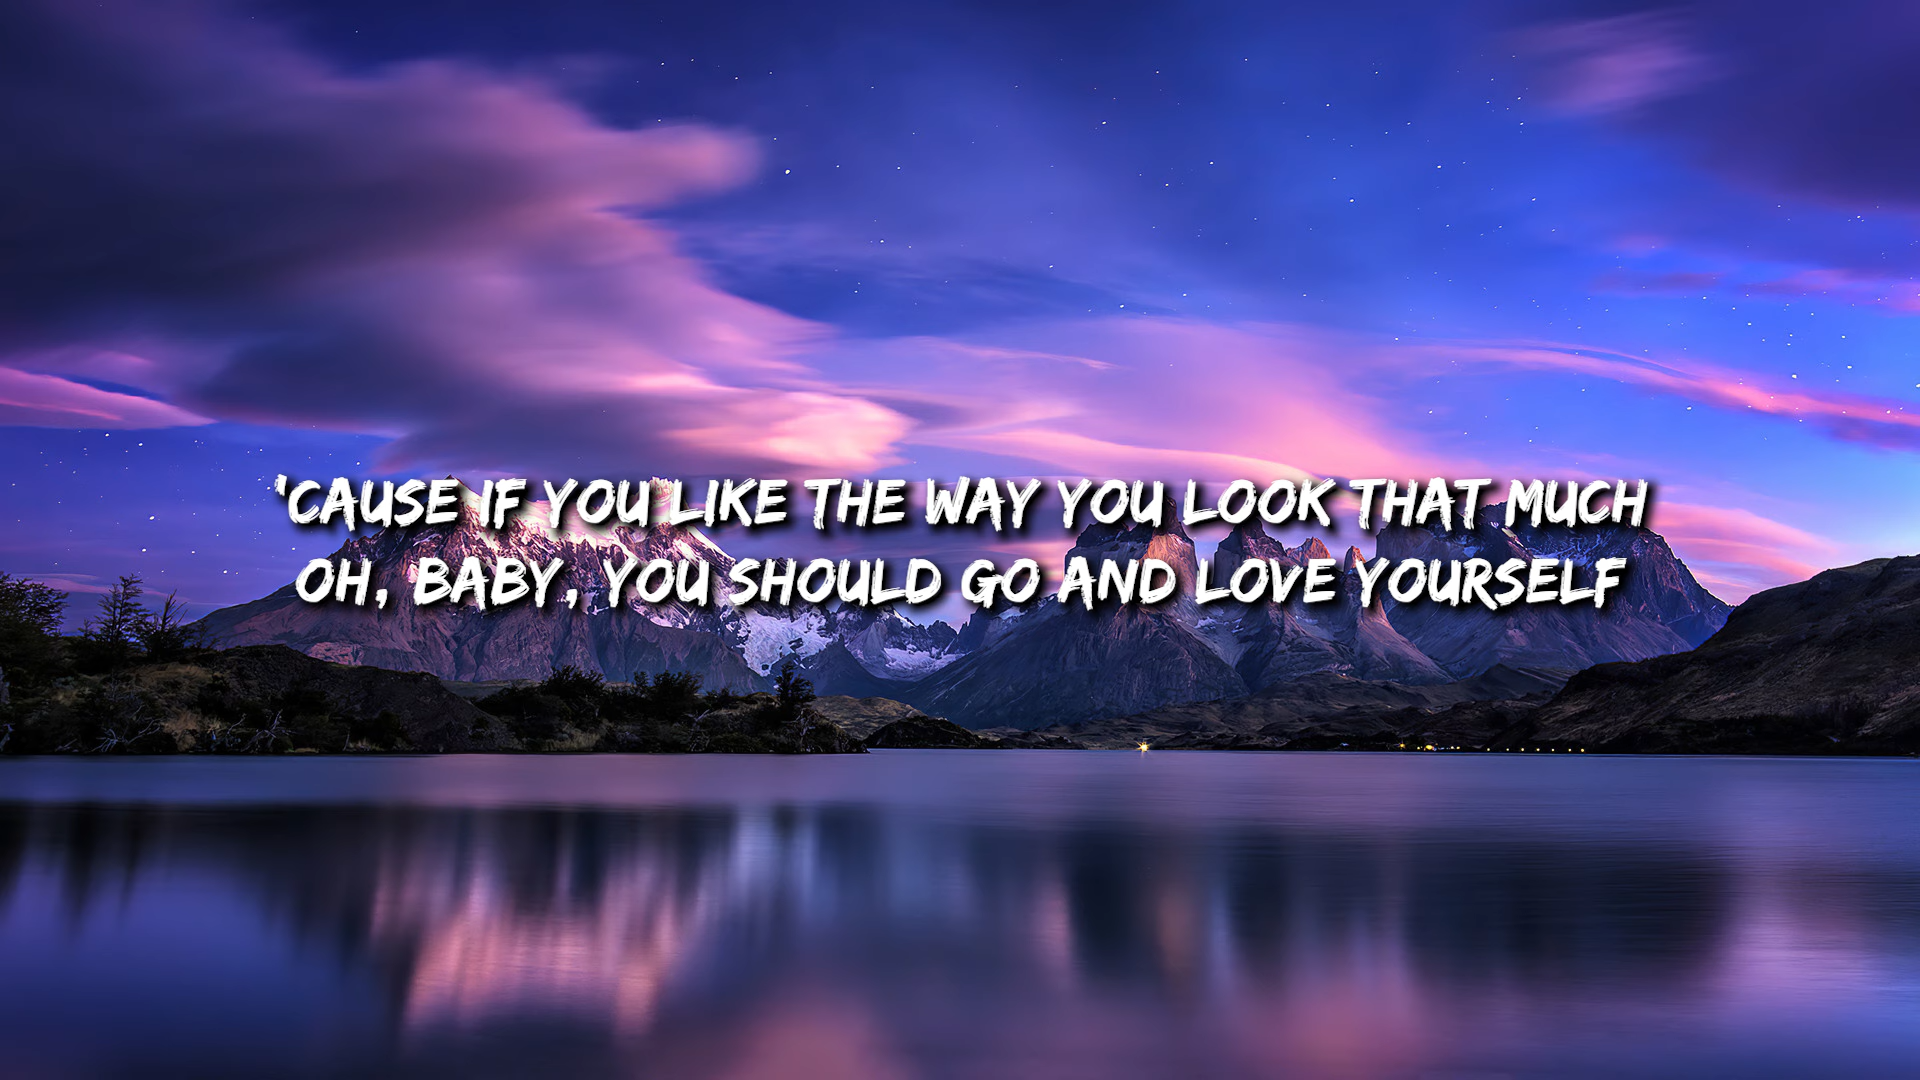 'CAUSE IF YOU LIKE THE WAY YOU LOOK THAT MUCH
OH, BABY, YOU SHOULD GO AND LOVE YOURSELF